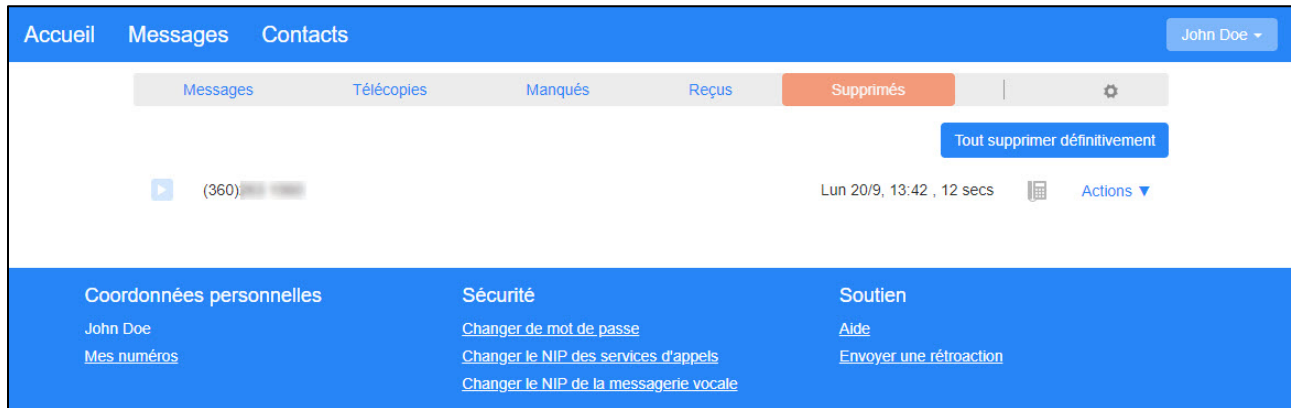 Accueil Messages Contacts John Doe
Messages Télécopies Manqués Reçus Supprimés
Tout supprimer définitivement
(360) Lun 20/9, 13:42 , 12 secs Actions ▼
Coordonnées personnelles Sécurité Soutien
John Doe Changer de mot de passe Aide
Mes numéros Changer le NIP des services d'appels Envoyer une rétroaction
Changer le NIP de la messagerie vocale